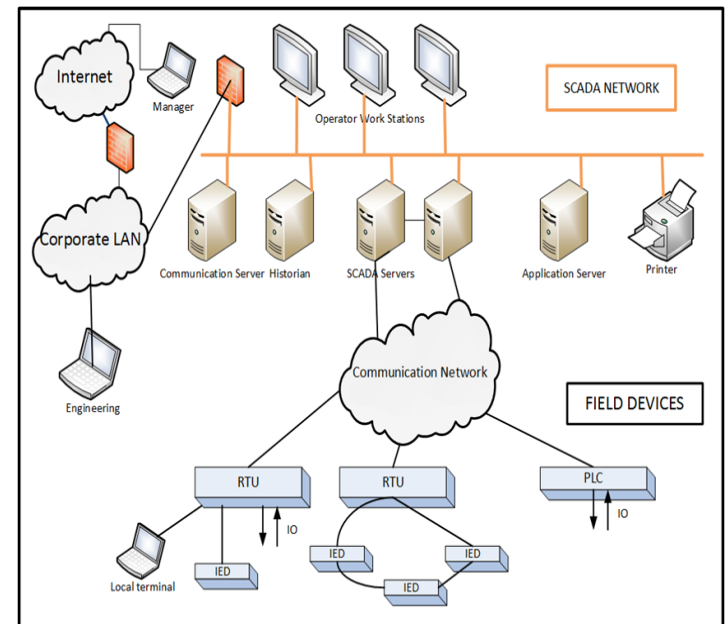 Internet
Manager
Operator Work Stations
SCADA NETWORK
Corporate LAN
Communication Server
Historian
SCADA Servers
Application Server
Printer
Engineering
Communication Network
FIELD DEVICES
RTU
RTU
PLC
IO
IO
Local terminal
IED
IED
IED
IED